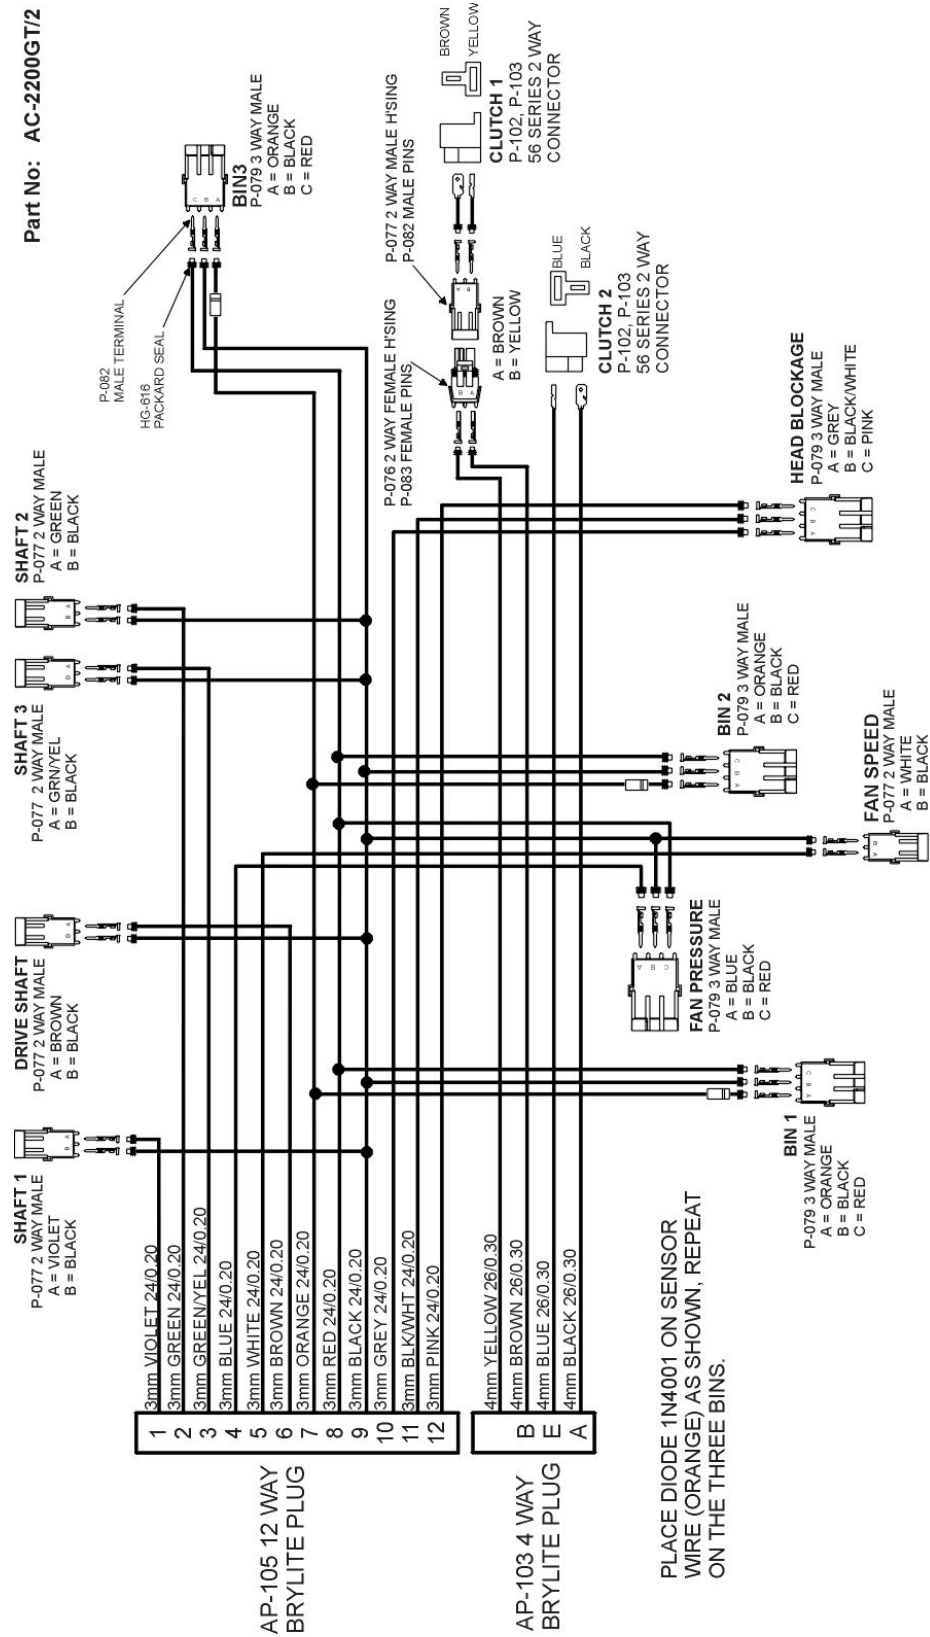 Part No:   AC-2200GT/2
SHAFT 1
P-077 2 WAY MALE
A = VIOLET
B = BLACK
DRIVE SHAFT
P-077 2 WAY MALE
A = BROWN
B = BLACK
SHAFT 3
P-077  2 WAY MALE
A = GRN/YEL
B = BLACK
SHAFT 2
P-077 2 WAY MALE
A = GREEN
B = BLACK
P-082
MALE TERMINAL
HG-616
PACKARD SEAL
BIN3
P-079 3 WAY MALE
A = ORANGE
B = BLACK
C = RED
C B A
1 3mm VIOLET 24/0.20
2 3mm GREEN 24/0.20
3 3mm GREEN/YEL 24/0.20
4 3mm BLUE 24/0.20
5 3mm WHITE 24/0.20
6 3mm BROWN 24/0.20
7 3mm ORANGE 24/0.20
8 3mm RED 24/0.20
9 3mm BLACK 24/0.20
10 3mm GREY 24/0.20
11 3mm BLK/WHT 24/0.20
12 3mm PINK 24/0.20
AP-105 12 WAY
BRYLITE PLUG
4mm YELLOW 26/0.30
B 4mm BROWN 26/0.30
E 4mm BLUE 26/0.30
A 4mm BLACK 26/0.30
AP-103 4 WAY
BRYLITE PLUG
P-076 2 WAY FEMALE H'SING
P-083 FEMALE PINS
P-077 2 WAY MALE H'SING
P-082 MALE PINS
A = BROWN
B = YELLOW
BROWN
YELLOW
CLUTCH 1
P-102, P-103
56 SERIES 2 WAY
CONNECTOR
BLUE
BLACK
CLUTCH 2
P-102, P-103
56 SERIES 2 WAY
CONNECTOR
PLACE DIODE 1N4001 ON SENSOR
WIRE (ORANGE) AS SHOWN, REPEAT
ON THE THREE BINS.
BIN 1
P-079 3 WAY MALE
A = ORANGE
B = BLACK
C = RED
FAN PRESSURE
P-079 3 WAY MALE
A = BLUE
B = BLACK
C = RED
BIN 2
P-079 3 WAY MALE
A = ORANGE
B = BLACK
C = RED
FAN SPEED
P-077 2 WAY MALE
A = WHITE
B = BLACK
HEAD BLOCKAGE
P-079 3 WAY MALE
A = GREY
B = BLACK/WHITE
C = PINK